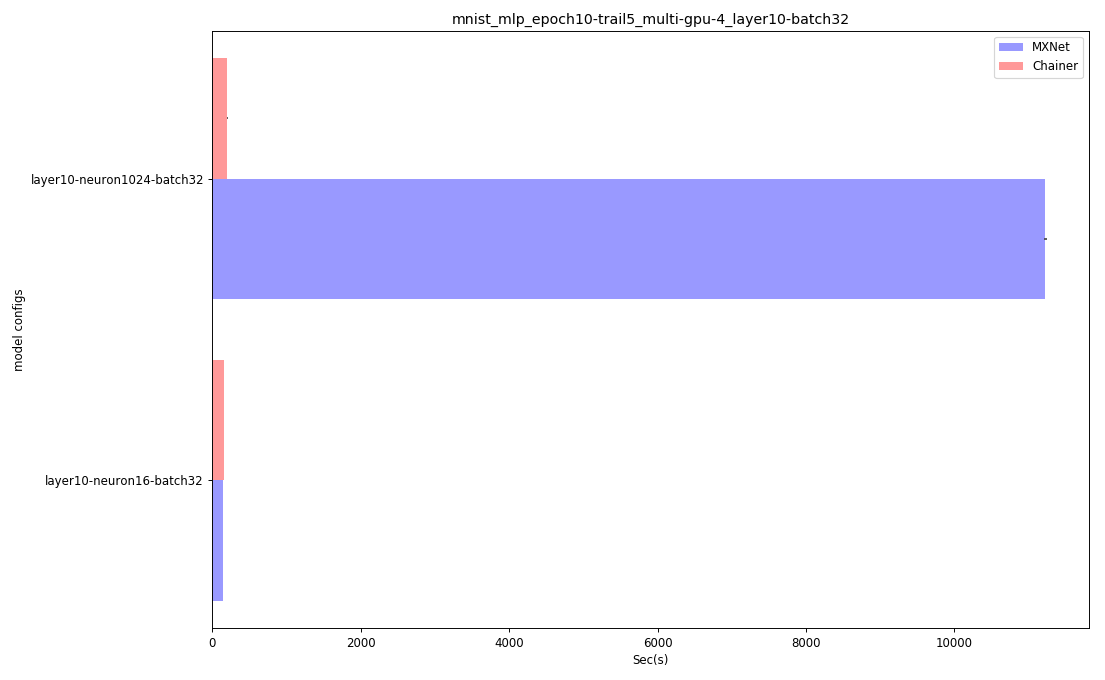 mnist_mlp_epoch10-trail5_multi-gpu-4_layer10-batch32
MXNet
Chainer
layer10-neuron1024-batch32
model configs
layer10-neuron16-batch32
0 2000 4000 6000 8000 10000
Sec(s)